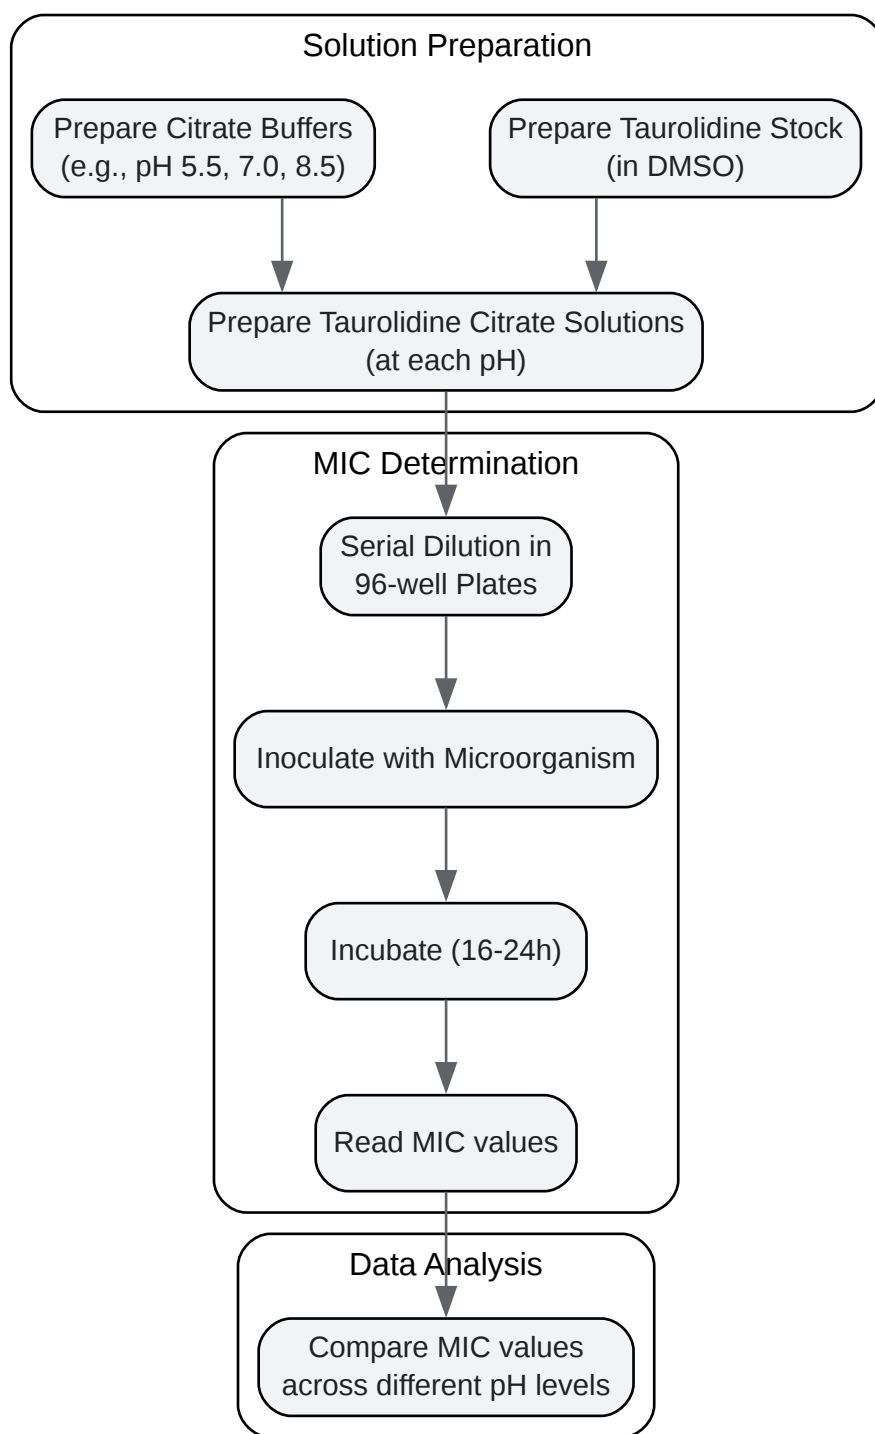 Solution Preparation
Prepare Citrate Buffers
(e.g., pH 5.5, 7.0, 8.5)
Prepare Taurolidine Stock
(in DMSO)
Prepare Taurolidine Citrate Solutions
(at each pH)
MIC Determination
Serial Dilution in
96-well Plates
Inoculate with Microorganism
Incubate (16-24h)
Read MIC values
Data Analysis
Compare MIC values
across different pH levels